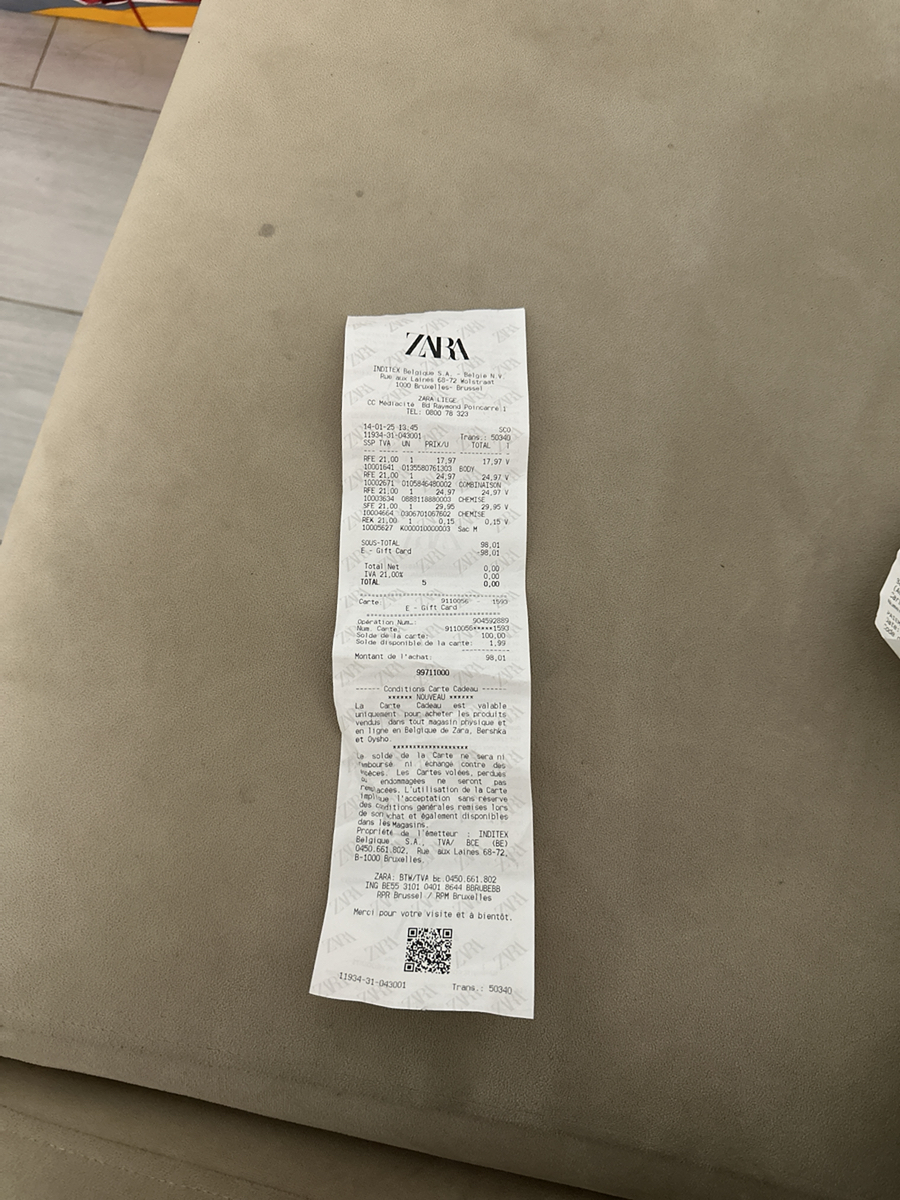 ZARA
INDITEX Belgique S.A. - Belgie N.V.
Rue aux Laines 68-72 Wolstraat
1000 Bruxelles- Brussel
ZARA LIEGE
CC Mediacite Bd Raymond Poincarre 1
TEL: 0800 78 323
14-01-25 13:45 SCO
11934-31-043001 Trans.: 50340
SSP TVA UN PRIX/U TOTAL T
RFE 21,00 1 17,97 17,97 V
10001641 0135580761303 BODY
RFE 21,00 1 24,97 24,97 V
10002671 0105846480002 COMBINAISON
RFE 21,00 1 24,97 24,97 V
10003634 0883118880003 CHEMISE
SFE 21,00 1 29,95 29,95 V
10004664 0306701067602 CHEMISE
REX 21,00 1 0,15 0,15 V
10005627 K000010000003 Sac M
SOUS-TOTAL 98,01
E - Gift Card -98,01
Total Net 0,00
IVA 21,00% 0,00
TOTAL 5 0,00
Carte: 9110056 1593
E - Gift Card
Opération Num.: 904592889
Num. Carte: 9110056*****1593
Solde de la carte: 100,00
Solde disponible de la carte: 1,99
Montant de l'achat: 98,01
99711000
------ Conditions Carte Cadeau ------
****** NOUVEAU ******
La Carte Cadeau est valable
uniquement pour acheter les produits
vendus dans tout magasin physique et
en ligne en Belgique de Zara, Bershka
et Oysho
*******************
Le solde de la Carte ne sera ni
remboursé ni échangé contre des
espèces. Les Cartes volées, perdues
ou endommagées ne seront pas
remplacées. L'utilisation de la Carte
implique l'acceptation sans réserve
des conditions générales remises lors
de son achat et également disponibles
dans les Magasins.
Propriété de l'émetteur : INDITEX
Belgique S.A., TVA/ BCE (BE)
0450.661.802, Rue aux Laines 68-72,
B-1000 Bruxelles.
ZARA: BTW/TVA be 0450.661.802
ING BE55 3101 0401 8644 BBRUBEBB
RPR Brussel / RPM Bruxelles
Merci pour votre visite et à bientôt.
11934-31-043001 Trans.: 50340